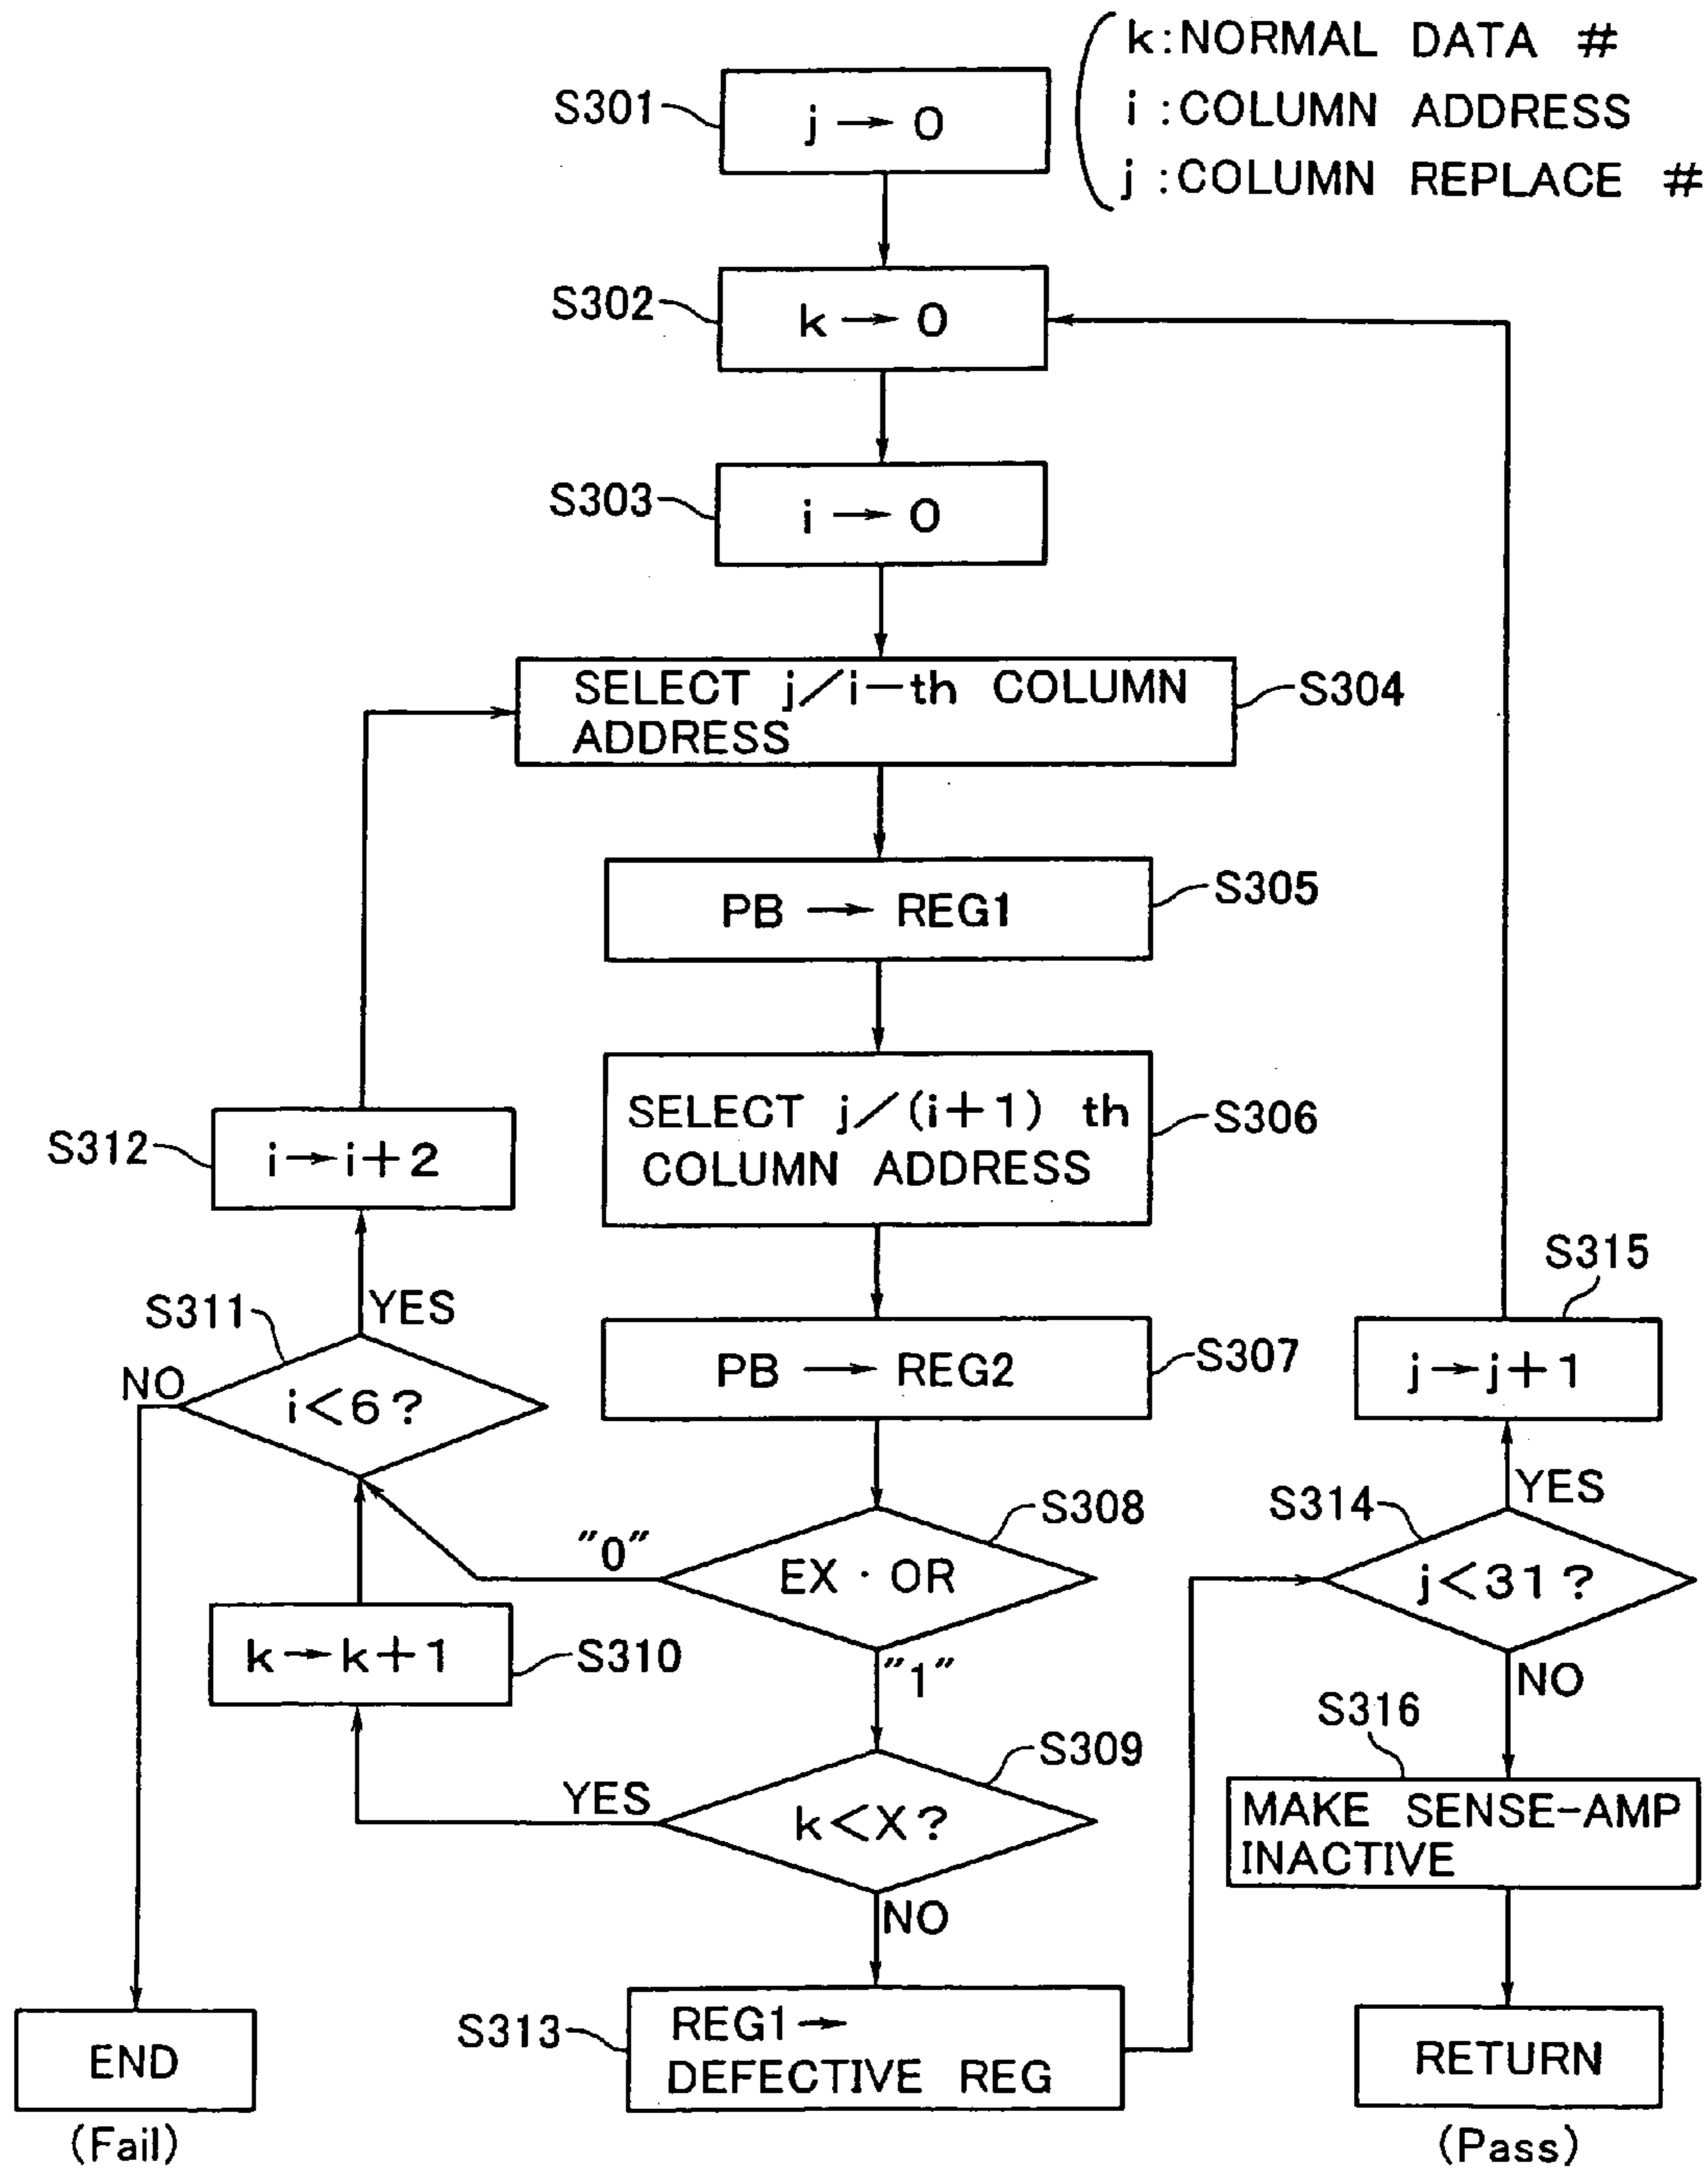 k:NORMAL DATA #
i :COLUMN ADDRESS
j :COLUMN REPLACE #
S301
j → 0
S302
k → 0
S303
i → 0
SELECT j/i-th COLUMN
ADDRESS
S304
PB → REG1
S305
SELECT j/(i+1) th
COLUMN ADDRESS
S306
S312
i→i+2
PB → REG2
S307
S311
YES
NO
i<6?
S315
j→j+1
"0"
EX・OR
S308
"1"
S314
YES
j<31?
NO
k→k+1
S310
YES
k<X?
S309
NO
S316
MAKE SENSE-AMP
INACTIVE
S313
REG1→
DEFECTIVE REG
END
(Fail)
RETURN
(Pass)